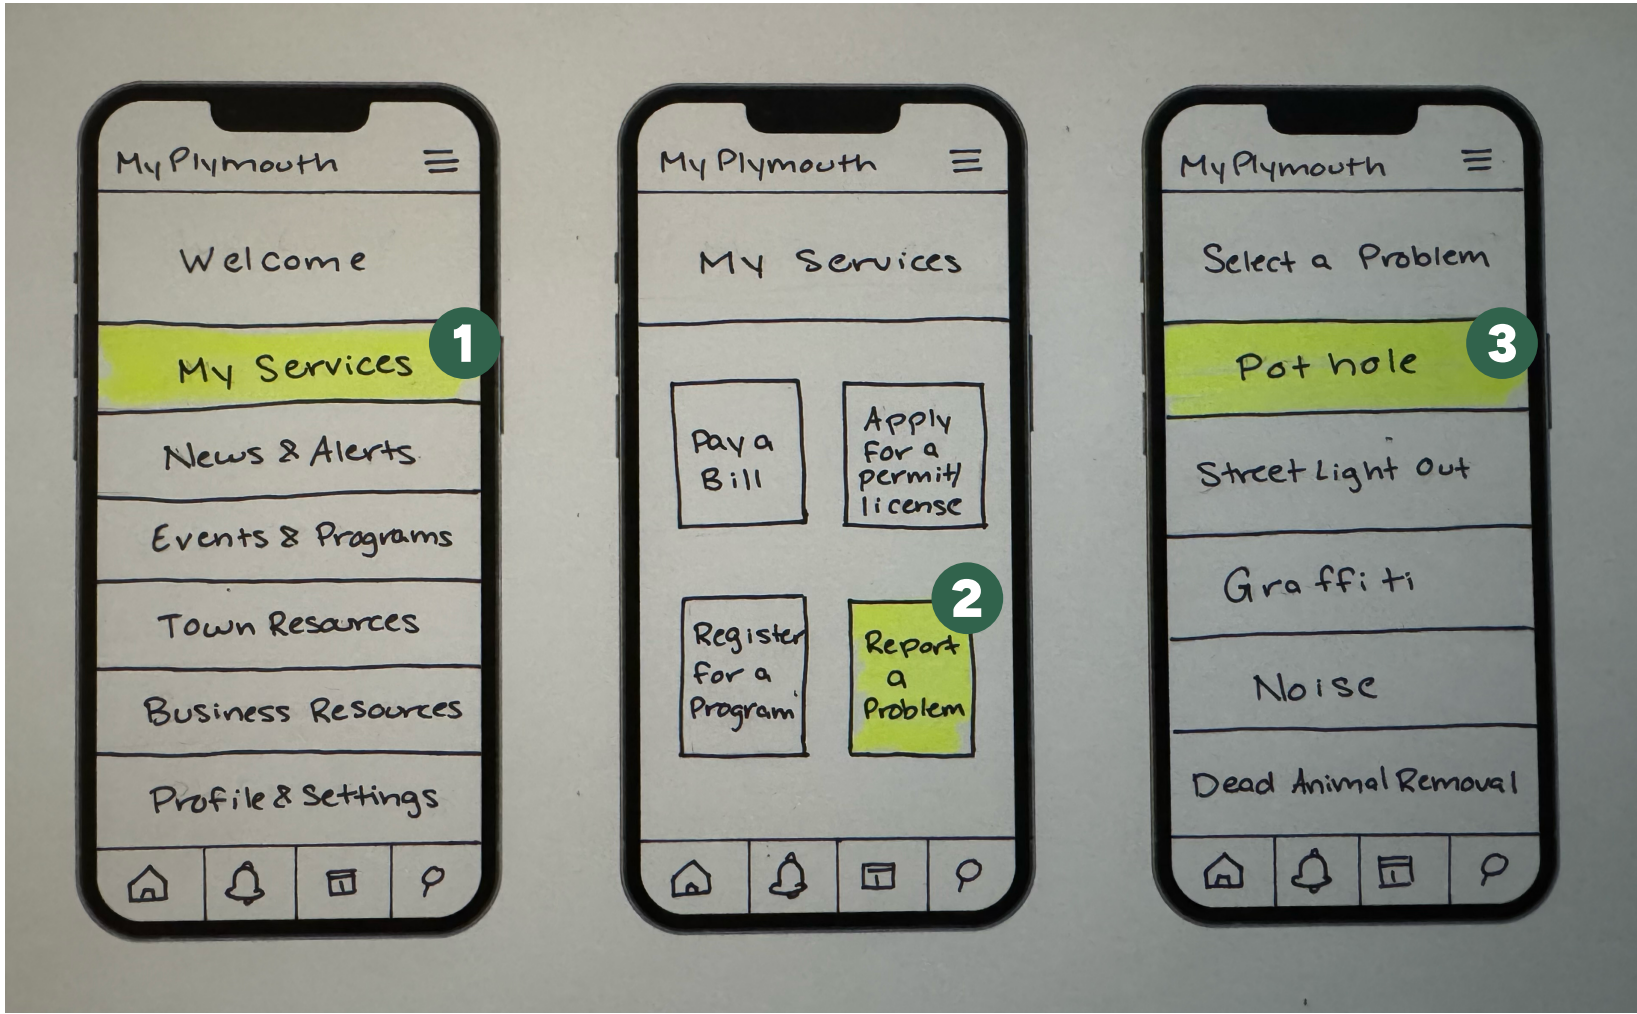 My Plymouth
Welcome
My Services
1
News & Alerts
Events & Programs
Town Resources
Business Resources
Profile & Settings
My Plymouth
My Services
Pay a
Bill
Apply
for a
permit/
license
Register
for a
Program
2
Report
a
Problem
My Plymouth
Select a Problem
3
Pot hole
Street Light Out
Graffiti
Noise
Dead Animal Removal